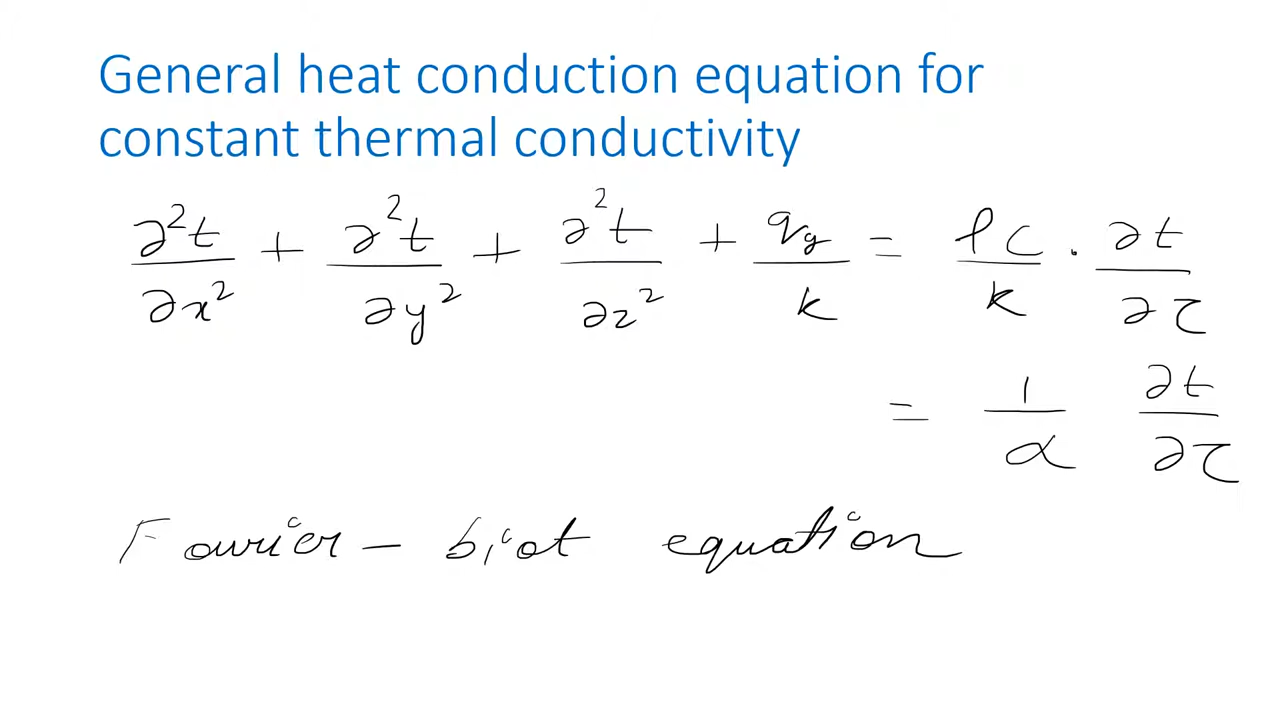 General heat conduction equation for
constant thermal conductivity
∂²t/∂x² + ∂²t/∂y² + ∂²t/∂z² + q_g/k = ρC/k · ∂t/∂τ
= 1/α ∂t/∂τ
Fourier - biot equation